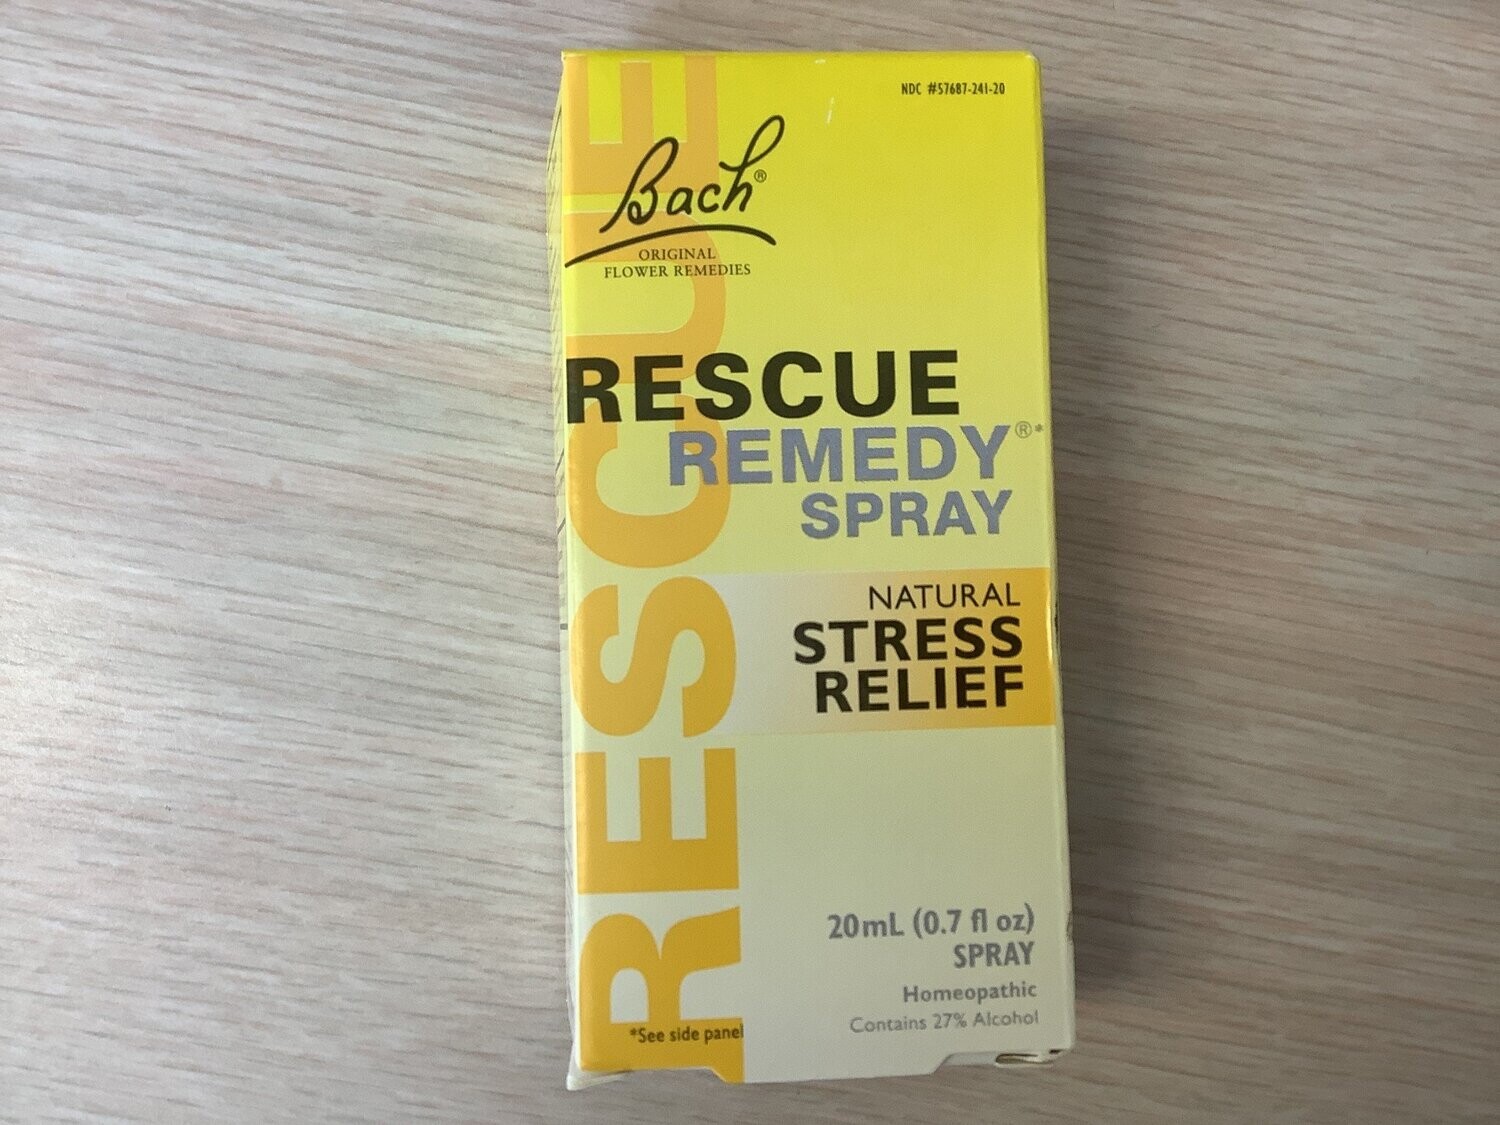 NDC #57687-241-20
Bach®
ORIGINAL
FLOWER REMEDIES
RESCUE
RESCUE
REMEDY®*
SPRAY
NATURAL
STRESS
RELIEF
20mL (0.7 fl oz)
SPRAY
Homeopathic
Contains 27% Alcohol
*See side panel